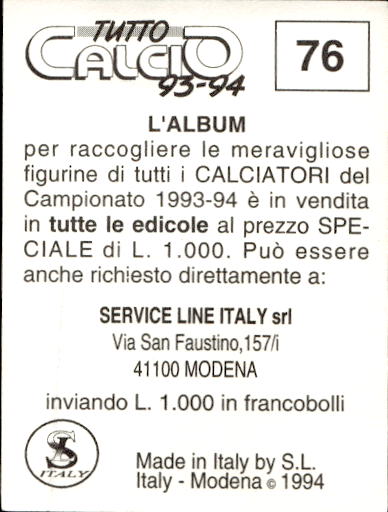 TUTTO
CALCIO
93-94
76
L'ALBUM
per raccogliere le meravigliose
figurine di tutti i CALCIATORI del
Campionato 1993-94 è in vendita
in tutte le edicole al prezzo SPE-
CIALE di L. 1.000. Può essere
anche richiesto direttamente a:
SERVICE LINE ITALY srl
Via San Faustino,157/i
41100 MODENA
inviando L. 1.000 in francobolli
SL
ITALY
Made in Italy by S.L.
Italy - Modena © 1994